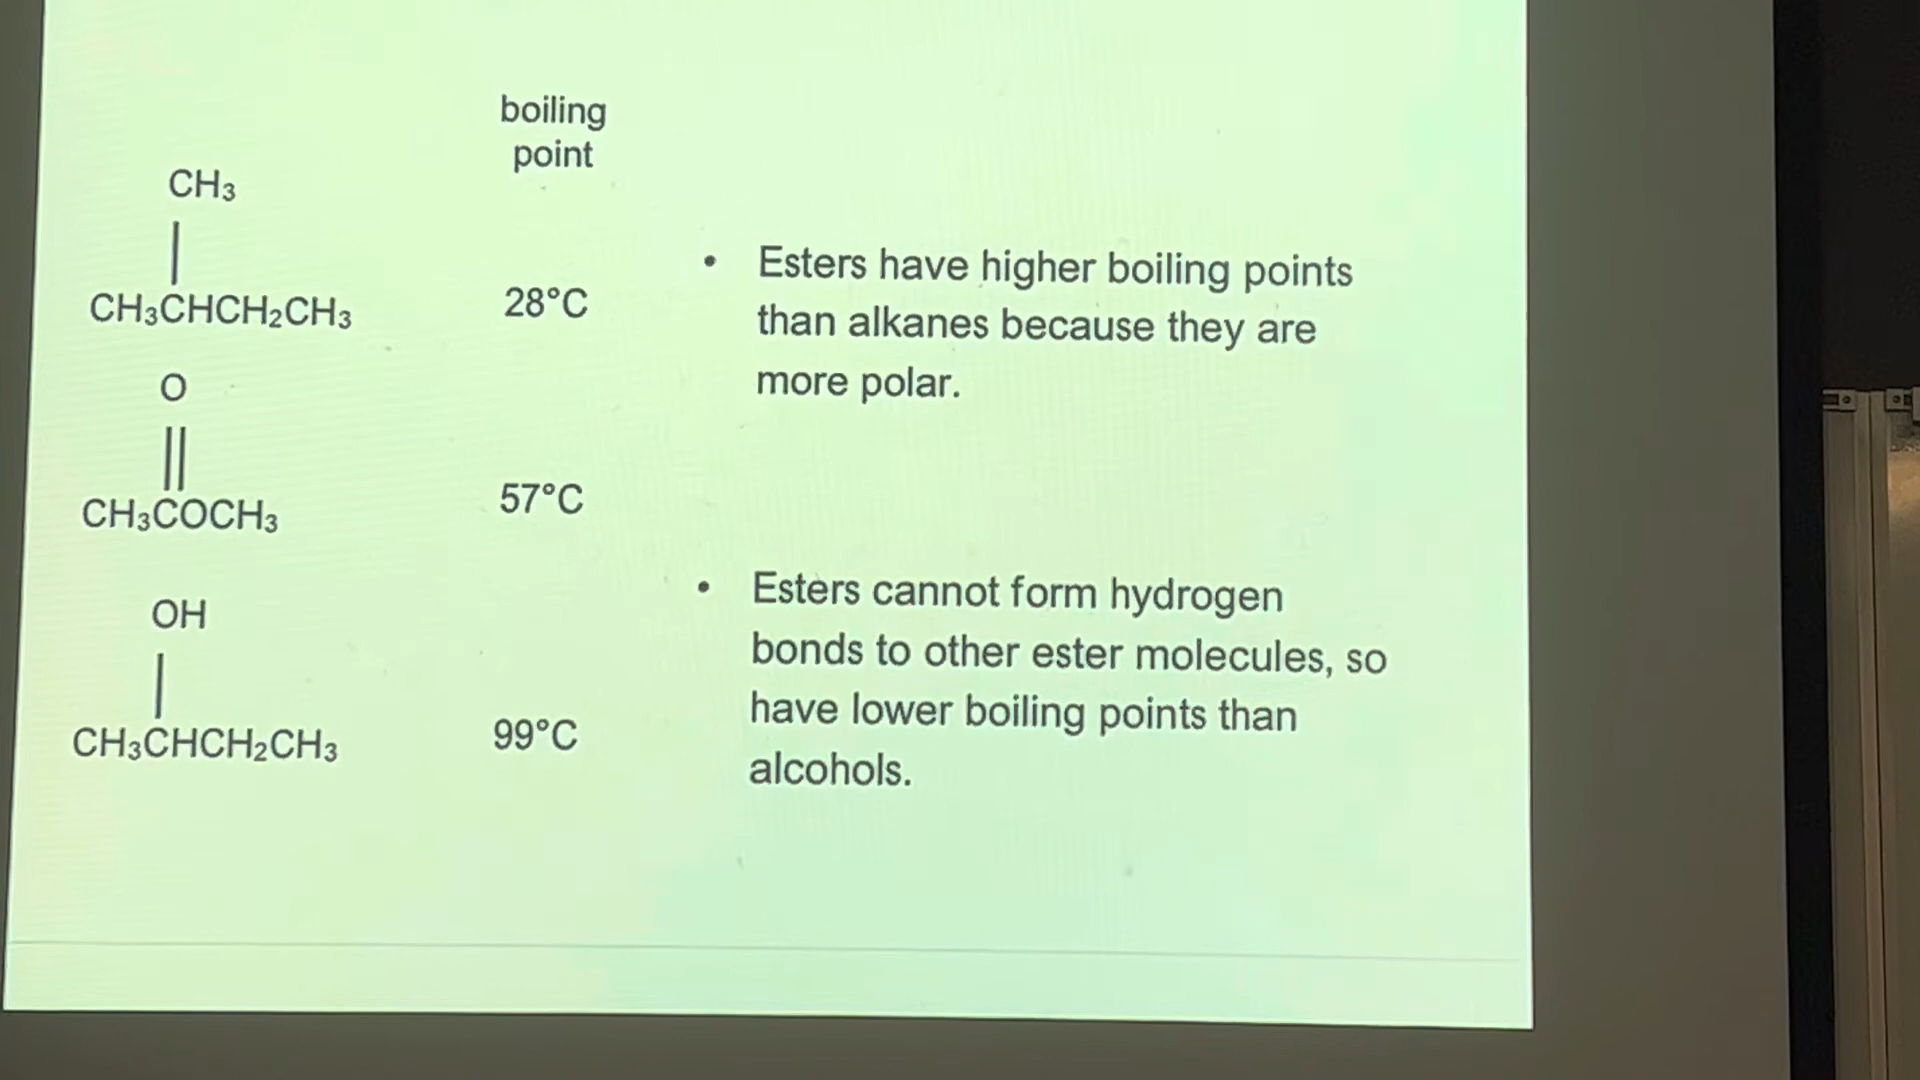 boiling
point
CH₃
|
CH₃CHCH₂CH₃
28°C
O
||
CH₃COCH₃
57°C
OH
|
CH₃CHCH₂CH₃
99°C
• Esters have higher boiling points
than alkanes because they are
more polar.
• Esters cannot form hydrogen
bonds to other ester molecules, so
have lower boiling points than
alcohols.